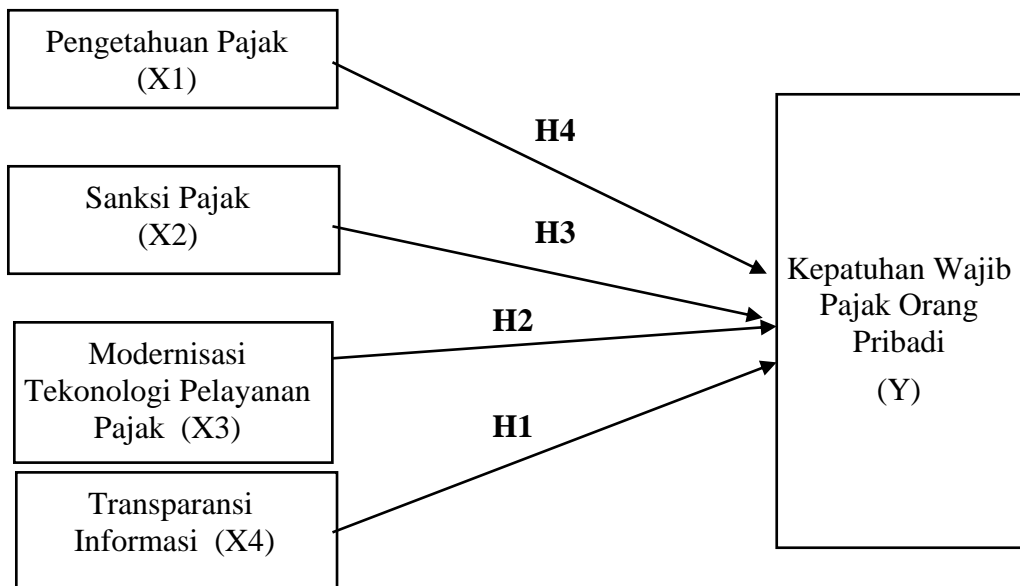 Pengetahuan Pajak
(X1)
H4
Sanksi Pajak
(X2)
H3
Modernisasi
Tekonologi Pelayanan
Pajak (X3)
H2
Transparansi
Informasi (X4)
H1
Kepatuhan Wajib
Pajak Orang
Pribadi
(Y)